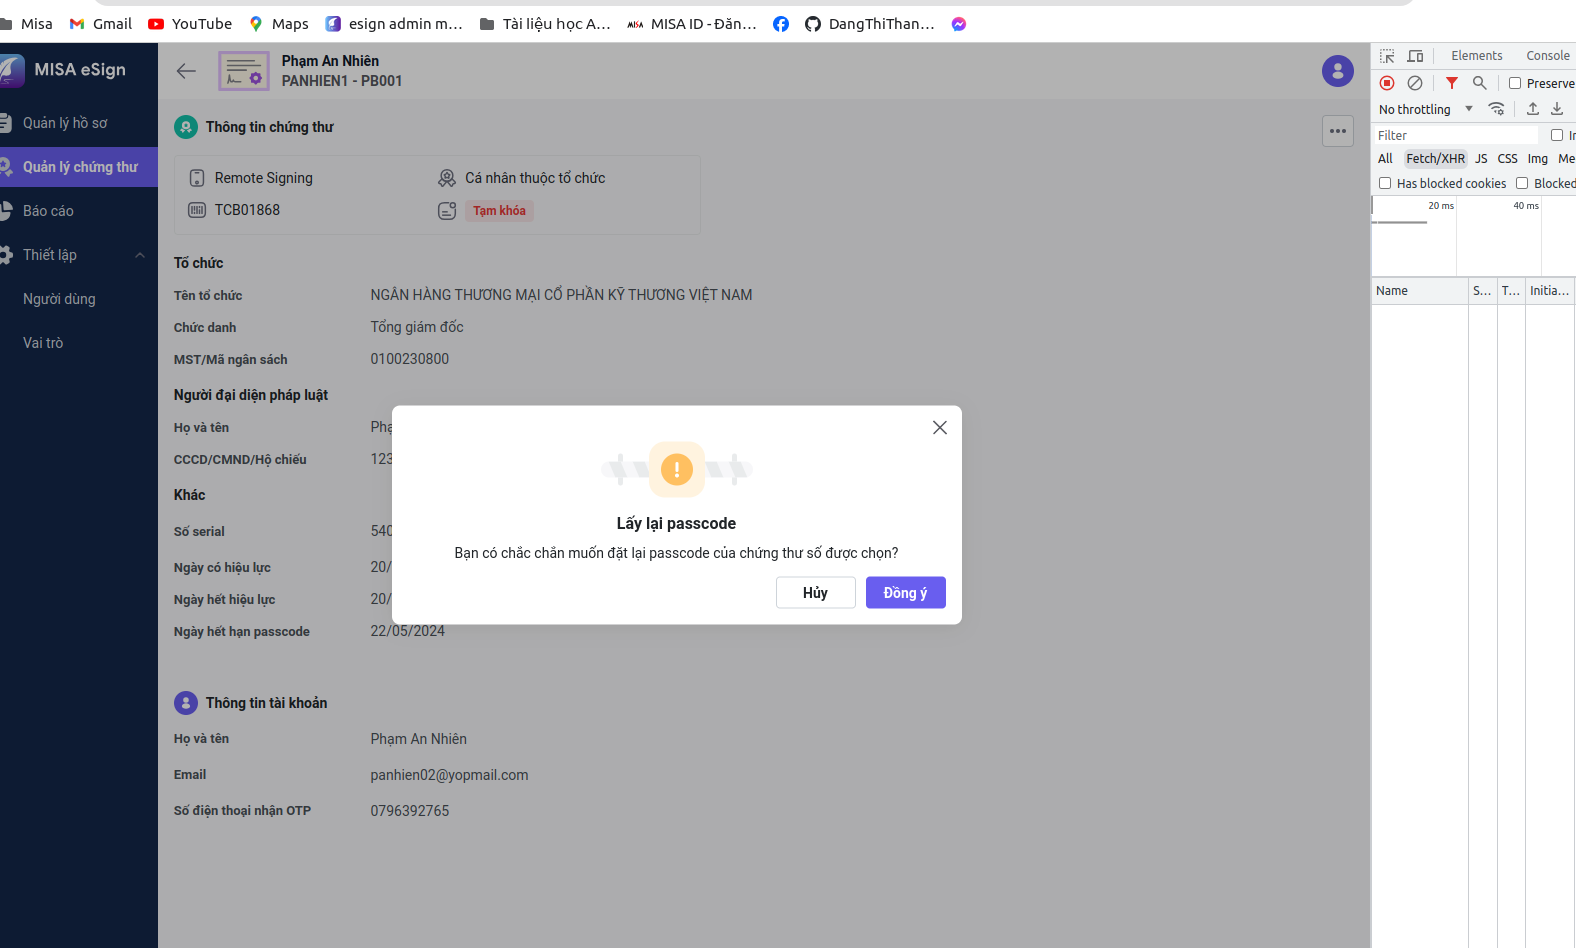 Misa Gmail YouTube Maps esign admin m... Tài liệu học A... MISA ID - Đăn... DangThiThan...
MISA eSign
Quản lý hồ sơ
Quản lý chứng thư
Báo cáo
Thiết lập
Người dùng
Vai trò
Phạm An Nhiên
PANHIEN1 - PB001
Thông tin chứng thư
Remote Signing Cá nhân thuộc tổ chức
TCB01868 Tạm khóa
Tổ chức
Tên tổ chức NGÂN HÀNG THƯƠNG MẠI CỔ PHẦN KỸ THƯƠNG VIỆT NAM
Chức danh Tổng giám đốc
MST/Mã ngân sách 0100230800
Người đại diện pháp luật
Họ và tên Phạ
CCCD/CMND/Hộ chiếu 123
Khác
Số serial 540
Ngày có hiệu lực 20/
Ngày hết hiệu lực 20/
Ngày hết hạn passcode 22/05/2024
Lấy lại passcode
Bạn có chắc chắn muốn đặt lại passcode của chứng thư số được chọn?
Hủy Đồng ý
Thông tin tài khoản
Họ và tên Phạm An Nhiên
Email panhien02@yopmail.com
Số điện thoại nhận OTP 0796392765
Elements Console
Preserve
No throttling
Filter In
All Fetch/XHR JS CSS Img Me
Has blocked cookies Blocked
20 ms 40 ms
Name S... T... Initia...